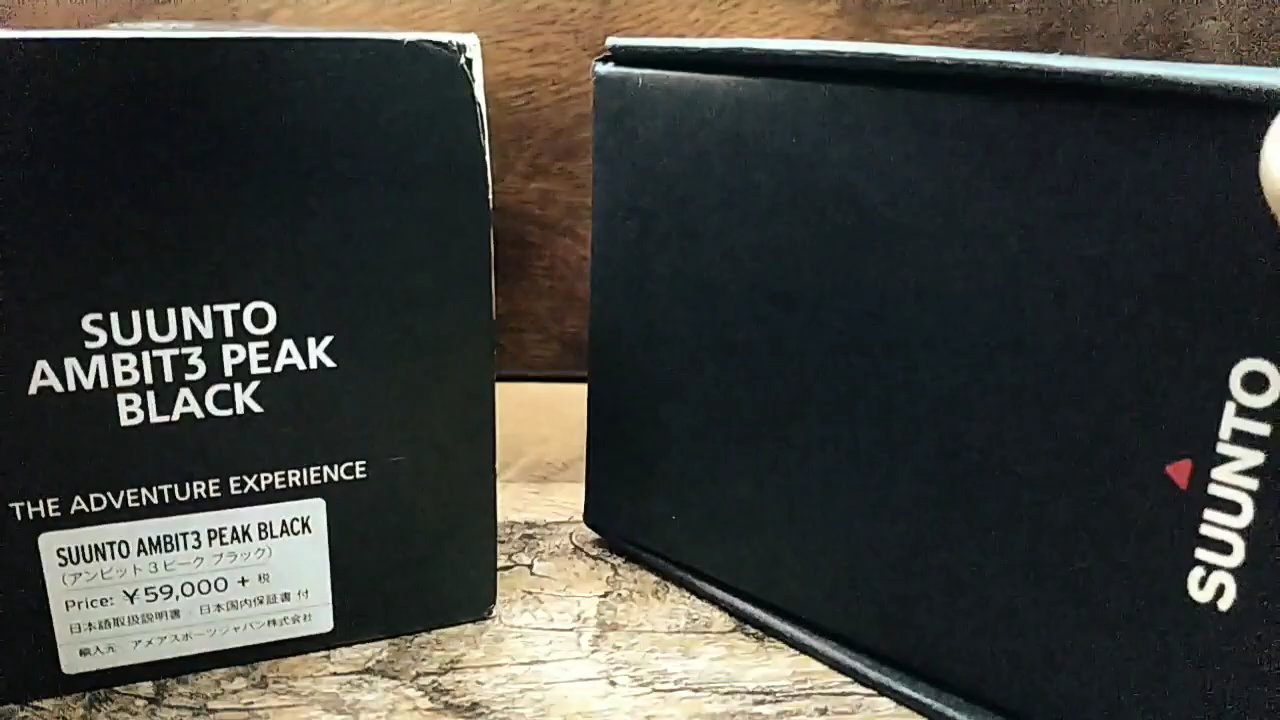 SUUNTO
AMBIT3 PEAK
BLACK
THE ADVENTURE EXPERIENCE
SUUNTO AMBIT3 PEAK BLACK
(アンビット3ピーク ブラック)
Price: ¥59,000 + 税
日本語取扱説明書・日本国内保証書 付
輸入元 アメアスポーツジャパン株式会社
SUUNTO